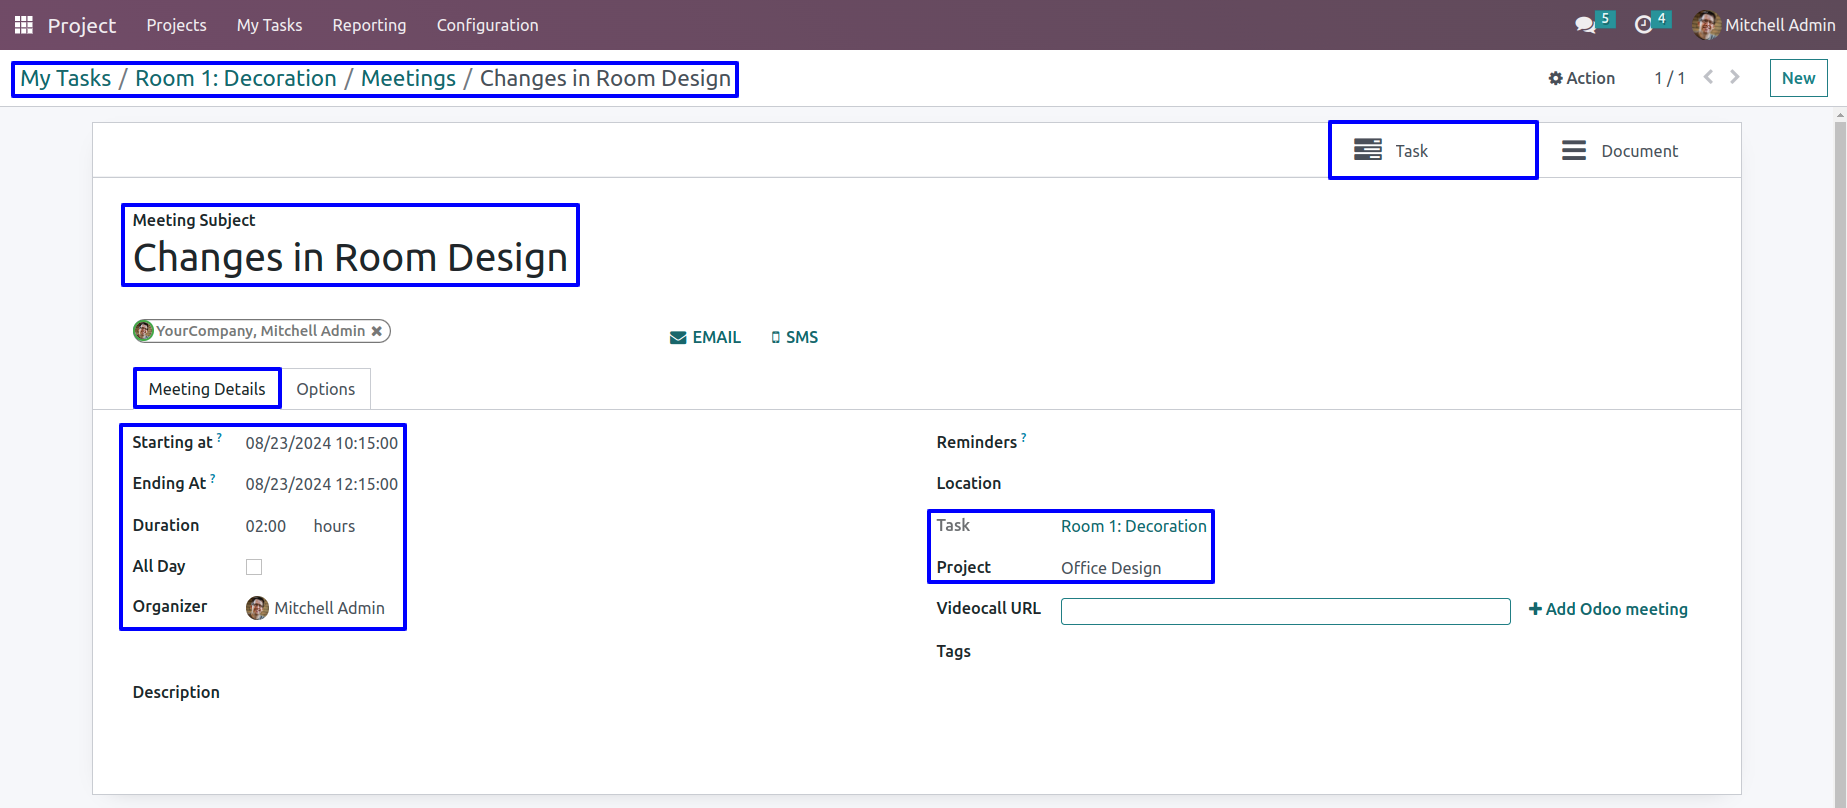 Project Projects My Tasks Reporting Configuration 5 4 Mitchell Admin
My Tasks / Room 1: Decoration / Meetings / Changes in Room Design Action 1 / 1 New
Task Document
Meeting Subject
Changes in Room Design
YourCompany, Mitchell Admin EMAIL SMS
Meeting Details Options
Starting at ? 08/23/2024 10:15:00 Reminders ?
Ending At ? 08/23/2024 12:15:00 Location
Duration 02:00 hours Task Room 1: Decoration
All Day Project Office Design
Organizer Mitchell Admin Videocall URL + Add Odoo meeting
Tags
Description